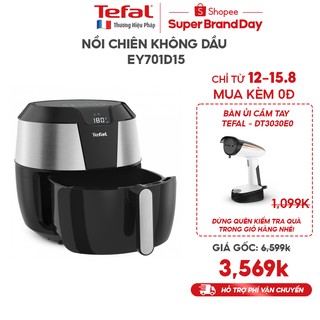 Tefal
Thương Hiệu Pháp
Shopee
Super Brand Day
NỒI CHIÊN KHÔNG DẦU
EY701D15
CHỈ TỪ 12-15.8
MUA KÈM 0Đ
BÀN ỦI CẦM TAY
TEFAL - DT3030E0
1,099K
ĐỪNG QUÊN KIỂM TRA QUÀ
TRONG GIỎ HÀNG NHÉ!
GIÁ GỐC: 6,599k
3,569k
HỖ TRỢ PHÍ VẬN CHUYỂN
180
Tefal